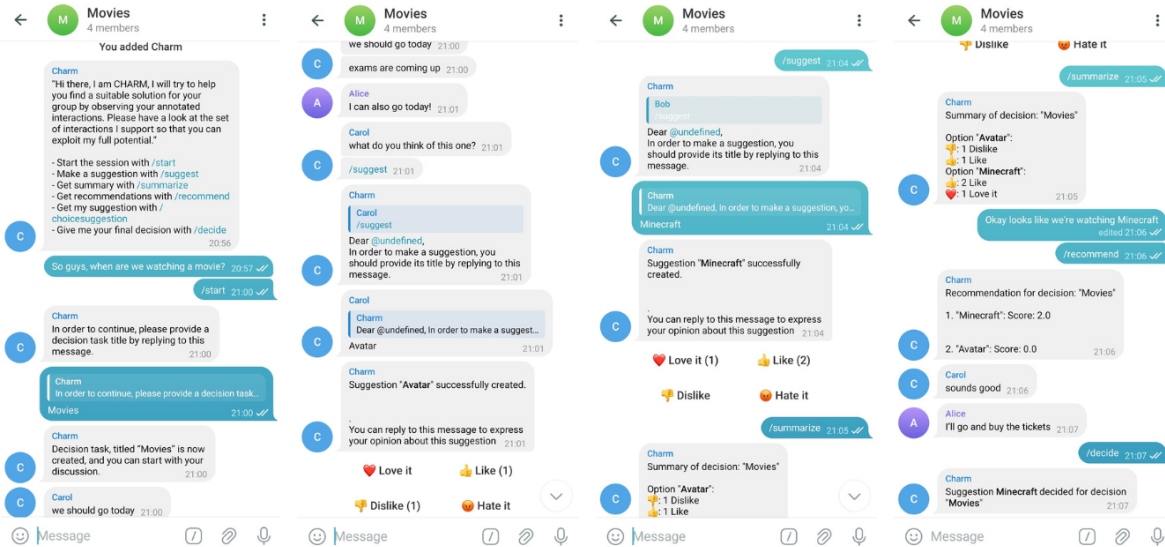 Movies
4 members
You added Charm
Charm
"Hi there, I am CHARM, I will try to help
you find a suitable solution for your
group by observing your annotated
interactions. Please have a look at the set
of interactions I support so that you can
exploit my full potential."
- Start the session with /start
- Make a suggestion with /suggest
- Get summary with /summarize
- Get recommendations with /recommend
- Get my suggestion with /
choicesuggestion
- Give me your final decision with /decide
20:56
C
So guys, when are we watching a movie? 20:57
/start 21:00
Charm
In order to continue, please provide a
decision task title by replying to this
message. 21:00
C
Charm
In order to continue, please provide a decision task...
Movies 21:00
Charm
Decision task, titled "Movies" is now
created, and you can start with your
discussion. 21:00
C
Carol
we should go today 21:00
C
Message
M
Movies
4 members
we should go today 21:00
exams are coming up 21:00
C
Alice
I can also go today! 21:01
A
Carol
what do you think of this one? 21:01
/suggest 21:01
C
Charm
Carol
/suggest
Dear @undefined,
In order to make a suggestion, you
should provide its title by replying to this
message. 21:01
C
Carol
Charm
Dear @undefined, In order to make a suggest...
Avatar 21:01
C
Charm
Suggestion "Avatar" successfully created.
.
You can reply to this message to express
your opinion about this suggestion 21:01
C
Love it Like (1)
Dislike (1) Hate it
Message
M
Movies
4 members
/suggest 21:04
Charm
Bob
/suggest
Dear @undefined,
In order to make a suggestion, you
should provide its title by replying to this
message. 21:04
C
Charm
Dear @undefined, In order to make a suggestion, yo...
Minecraft 21:04
Charm
Suggestion "Minecraft" successfully
created.
.
You can reply to this message to express
your opinion about this suggestion 21:04
C
Love it (1) Like (2)
Dislike Hate it
/summarize 21:05
Charm
Summary of decision: "Movies"
Option "Avatar":
: 1 Dislike
: 1 Like
C
Message
M
Movies
4 members
Dislike Hate it
/summarize 21:05
Charm
Summary of decision: "Movies"
Option "Avatar":
: 1 Dislike
: 1 Like
Option "Minecraft":
: 2 Like
: 1 Love it 21:05
C
Okay looks like we're watching Minecraft
edited 21:06
/recommend 21:06
Charm
Recommendation for decision: "Movies"
1. "Minecraft": Score: 2.0
2. "Avatar": Score: 0.0 21:06
C
Carol
sounds good 21:06
C
Alice
I'll go and buy the tickets 21:07
A
/decide 21:07
Charm
Suggestion Minecraft decided for decision
"Movies" 21:07
C
Message